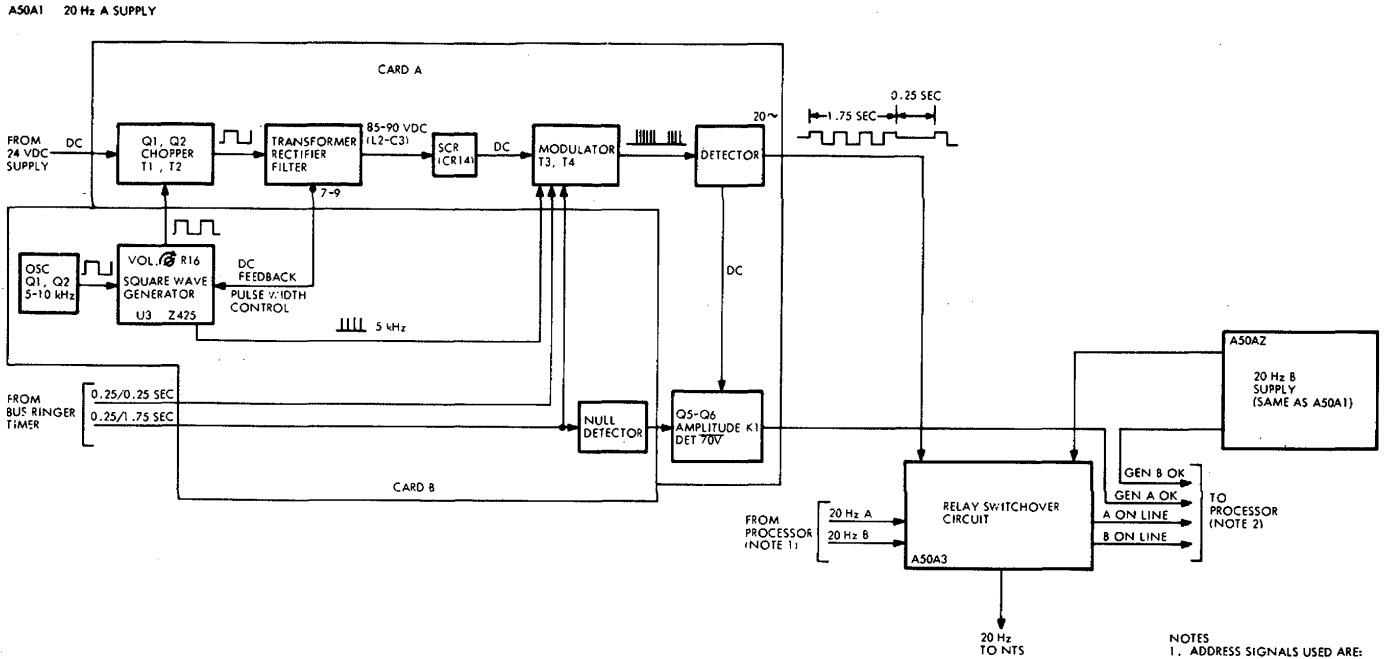 A50A1 20 Hz A SUPPLY
CARD A
FROM
24 VDC
SUPPLY
DC
Q1, Q2
CHOPPER
T1, T2
TRANSFORMER
RECTIFIER
FILTER
7-9
85-90 VDC
(L2-C3)
SCR
(CR14)
DC
MODULATOR
T3, T4
DETECTOR
20~
1.75 SEC
0.25 SEC
OSC
Q1, Q2
5-10 kHz
VOL. R16
SQUARE WAVE
GENERATOR
U3 Z425
DC
FEEDBACK
PULSE WIDTH
CONTROL
5 kHz
DC
FROM
BUS RINGER
TIMER
0.25/0.25 SEC
0.25/1.75 SEC
NULL
DETECTOR
Q5-Q6
AMPLITUDE K1
DET 70V
CARD B
A50A2
20 Hz B
SUPPLY
(SAME AS A50A1)
FROM
PROCESSOR
(NOTE 1)
20 Hz A
20 Hz B
RELAY SWITCHOVER
CIRCUIT
A50A3
GEN B OK
GEN A OK
A ON LINE
B ON LINE
TO
PROCESSOR
(NOTE 2)
20 Hz
TO NTS
NOTES
1. ADDRESS SIGNALS USED ARE: